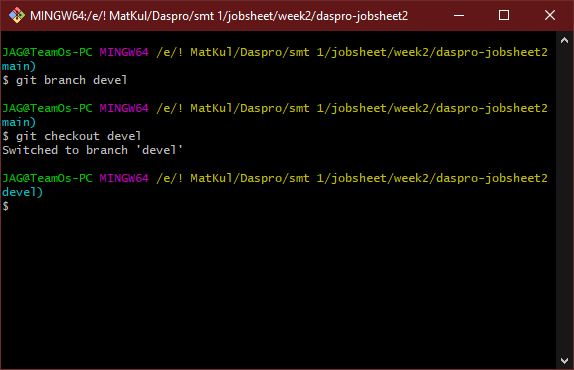 MINGW64:/e/! MatKul/Daspro/smt 1/jobsheet/week2/daspro-jobsheet2
JAG@TeamOs-PC MINGW64 /e/! MatKul/Daspro/smt 1/jobsheet/week2/daspro-jobsheet2
main)
$ git branch devel
JAG@TeamOs-PC MINGW64 /e/! MatKul/Daspro/smt 1/jobsheet/week2/daspro-jobsheet2
main)
$ git checkout devel
Switched to branch 'devel'
JAG@TeamOs-PC MINGW64 /e/! MatKul/Daspro/smt 1/jobsheet/week2/daspro-jobsheet2
devel)
$